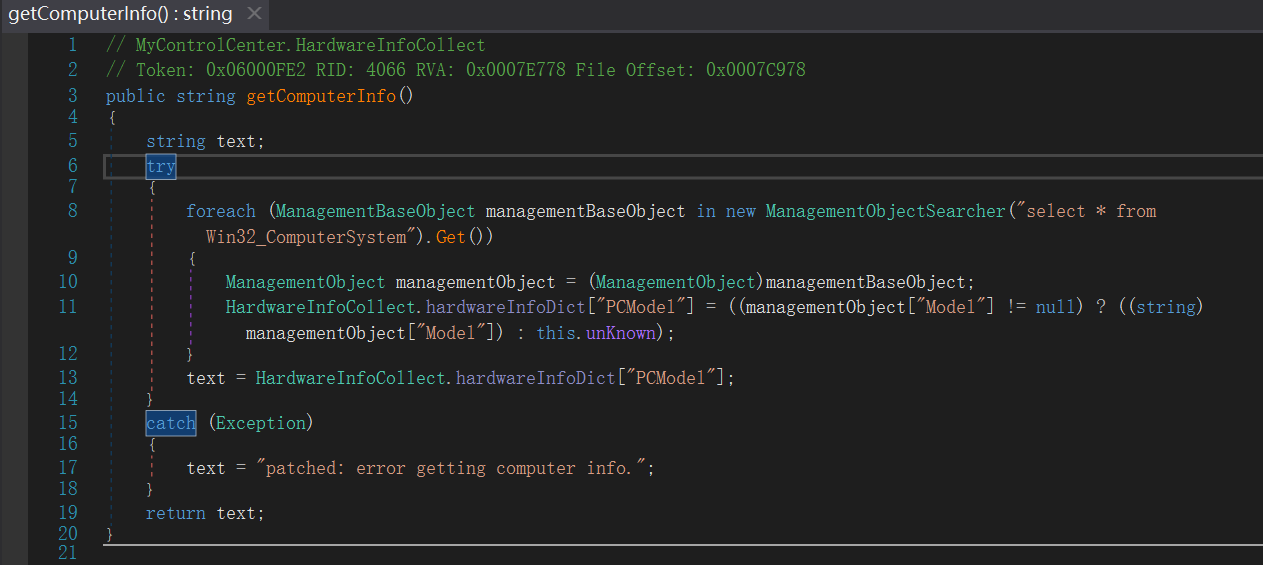 getComputerInfo() : string ×
1 // MyControlCenter.HardwareInfoCollect
2 // Token: 0x06000FE2 RID: 4066 RVA: 0x0007E778 File Offset: 0x0007C978
3 public string getComputerInfo()
4 {
5 string text;
6 try
7 {
8 foreach (ManagementBaseObject managementBaseObject in new ManagementObjectSearcher("select * from
Win32_ComputerSystem").Get())
9 {
10 ManagementObject managementObject = (ManagementObject)managementBaseObject;
11 HardwareInfoCollect.hardwareInfoDict["PCModel"] = ((managementObject["Model"] != null) ? ((string)
managementObject["Model"]) : this.unKnown);
12 }
13 text = HardwareInfoCollect.hardwareInfoDict["PCModel"];
14 }
15 catch (Exception)
16 {
17 text = "patched: error getting computer info.";
18 }
19 return text;
20 }
21